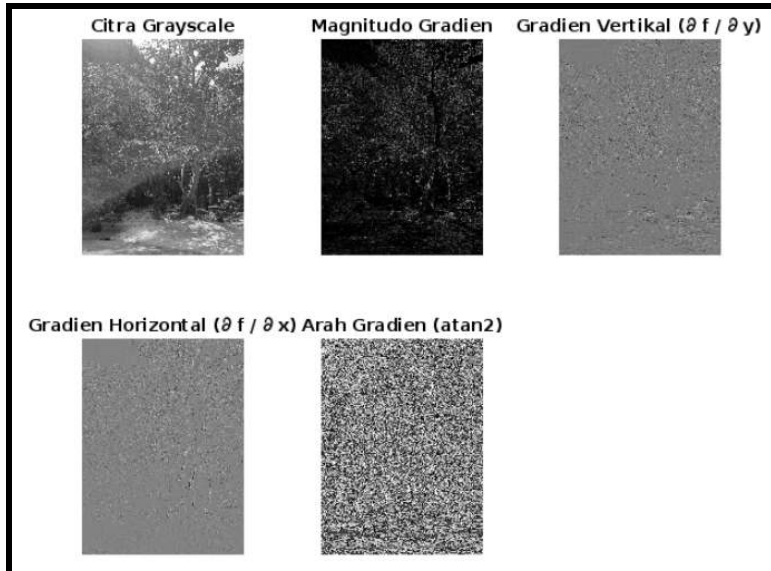 Citra Grayscale
Magnitudo Gradien
Gradien Vertikal (∂ f / ∂ y)
Gradien Horizontal (∂ f / ∂ x)
Arah Gradien (atan2)